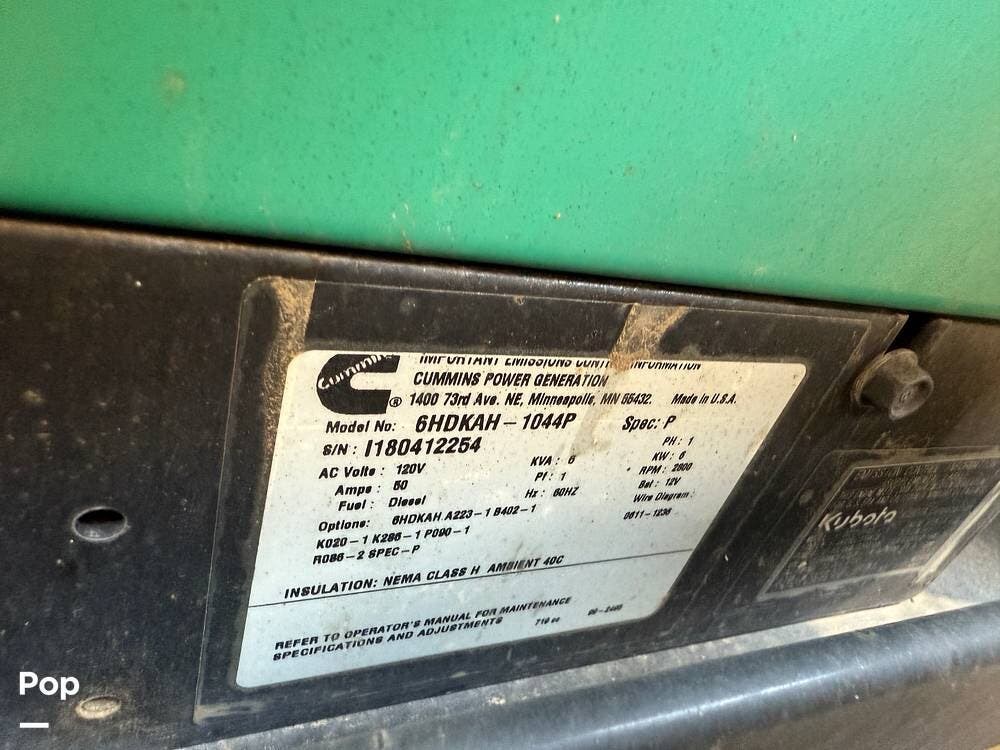 Cummins
IMPORTANT EMISSIONS CONTROL INFORMATION
CUMMINS POWER GENERATION
® 1400 73rd Ave. NE, Minneapolis, MN 55432. Made in U.S.A.
Model No: 6HDKAH-1044P Spec: P
S/N: I180412254 PH: 1
AC Volts: 120V KVA: 6 KW: 6
Amps: 50 Pf: 1 RPM: 2800
Fuel: Diesel Hz: 60HZ Bat: 12V
Options: 6HDKAH A223-1 B402-1 Wire Diagram:
K020-1 K286-1 P090-1 0611-1236
R086-2 SPEC-P
INSULATION: NEMA CLASS H AMBIENT 40C
REFER TO OPERATOR'S MANUAL FOR MAINTENANCE
SPECIFICATIONS AND ADJUSTMENTS 719 cc
Kubota
Pop